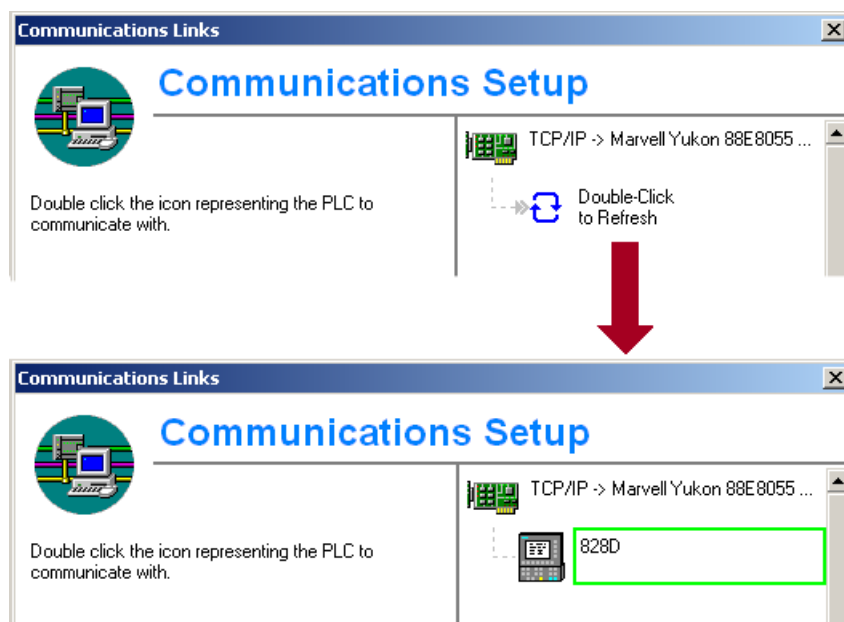 Communications Links
Communications Setup
TCP/IP -> Marvell Yukon 88E8055 ...
Double click the icon representing the PLC to
communicate with.
Double-Click
to Refresh
Communications Links
Communications Setup
TCP/IP -> Marvell Yukon 88E8055 ...
828D
Double click the icon representing the PLC to
communicate with.